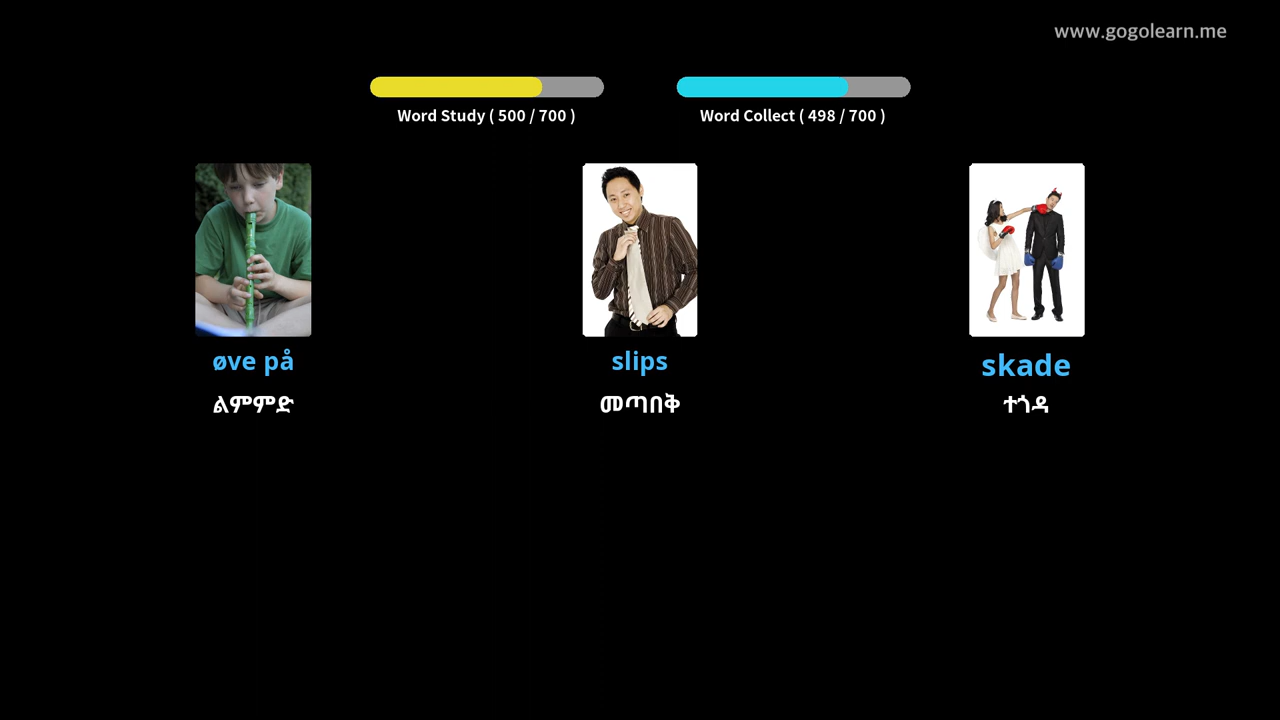 www.gogolearn.me
Word Study ( 500 / 700 )
Word Collect ( 498 / 700 )
øve på
slips
skade
ልምምድ
መጣበቅ
ተጎዳ